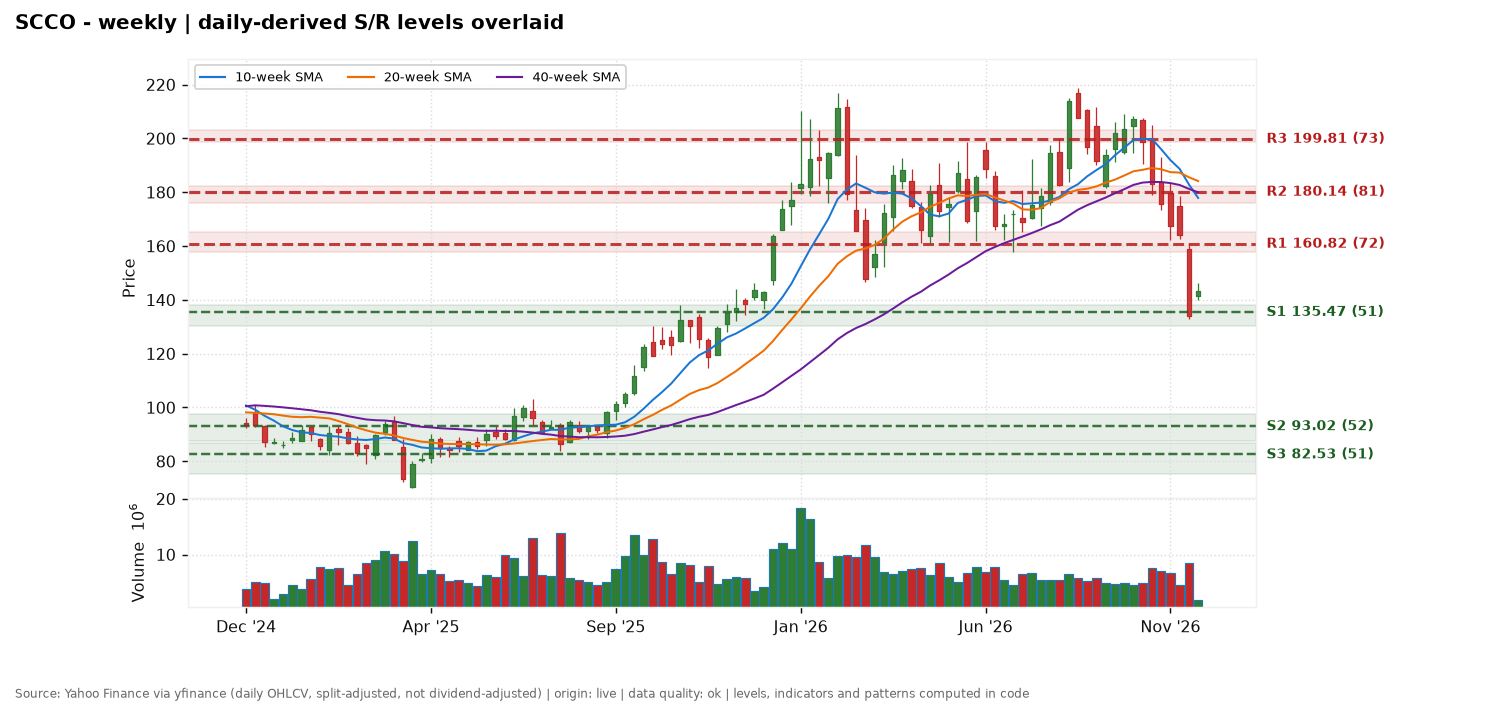 SCCO - weekly | daily-derived S/R levels overlaid
10-week SMA
20-week SMA
40-week SMA
Price
220
200
180
160
140
120
100
80
R3 199.81 (73)
R2 180.14 (81)
R1 160.82 (72)
S1 135.47 (51)
S2 93.02 (52)
S3 82.53 (51)
Volume 10⁶
20
10
Dec '24
Apr '25
Sep '25
Jan '26
Jun '26
Nov '26
Source: Yahoo Finance via yfinance (daily OHLCV, split-adjusted, not dividend-adjusted) | origin: live | data quality: ok | levels, indicators and patterns computed in code